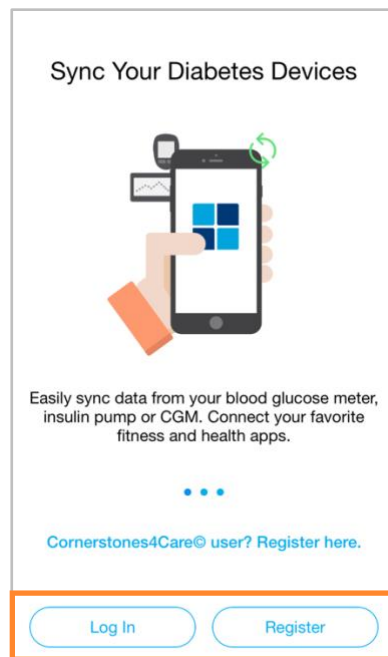 Sync Your Diabetes Devices
Easily sync data from your blood glucose meter,
insulin pump or CGM. Connect your favorite
fitness and health apps.
Cornerstones4Care© user? Register here.
Log In
Register